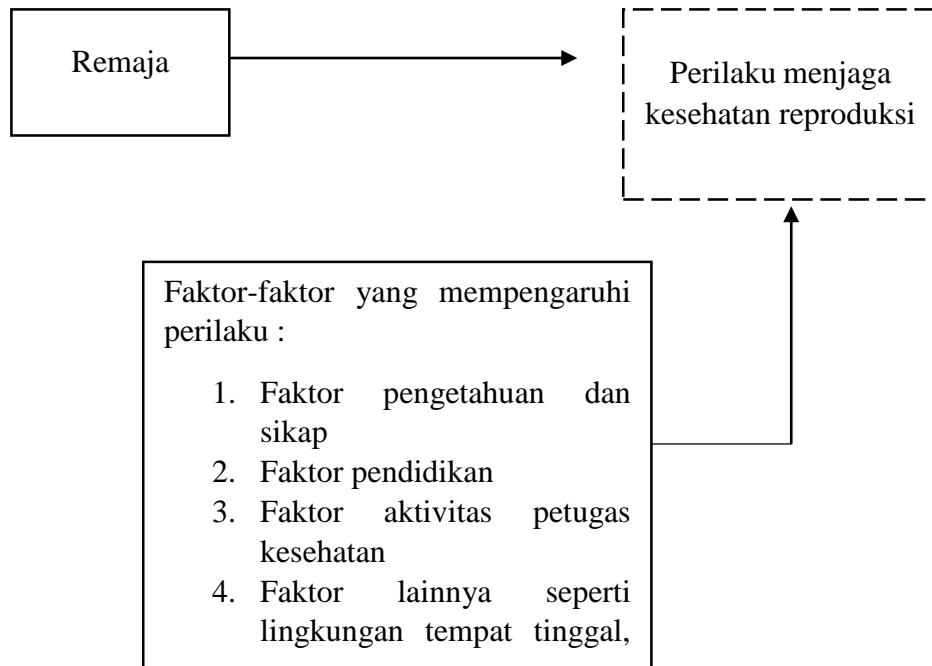 Remaja
Perilaku menjaga
kesehatan reproduksi
Faktor-faktor yang mempengaruhi
perilaku :
1. Faktor pengetahuan dan
sikap
2. Faktor pendidikan
3. Faktor aktivitas petugas
kesehatan
4. Faktor lainnya seperti
lingkungan tempat tinggal,